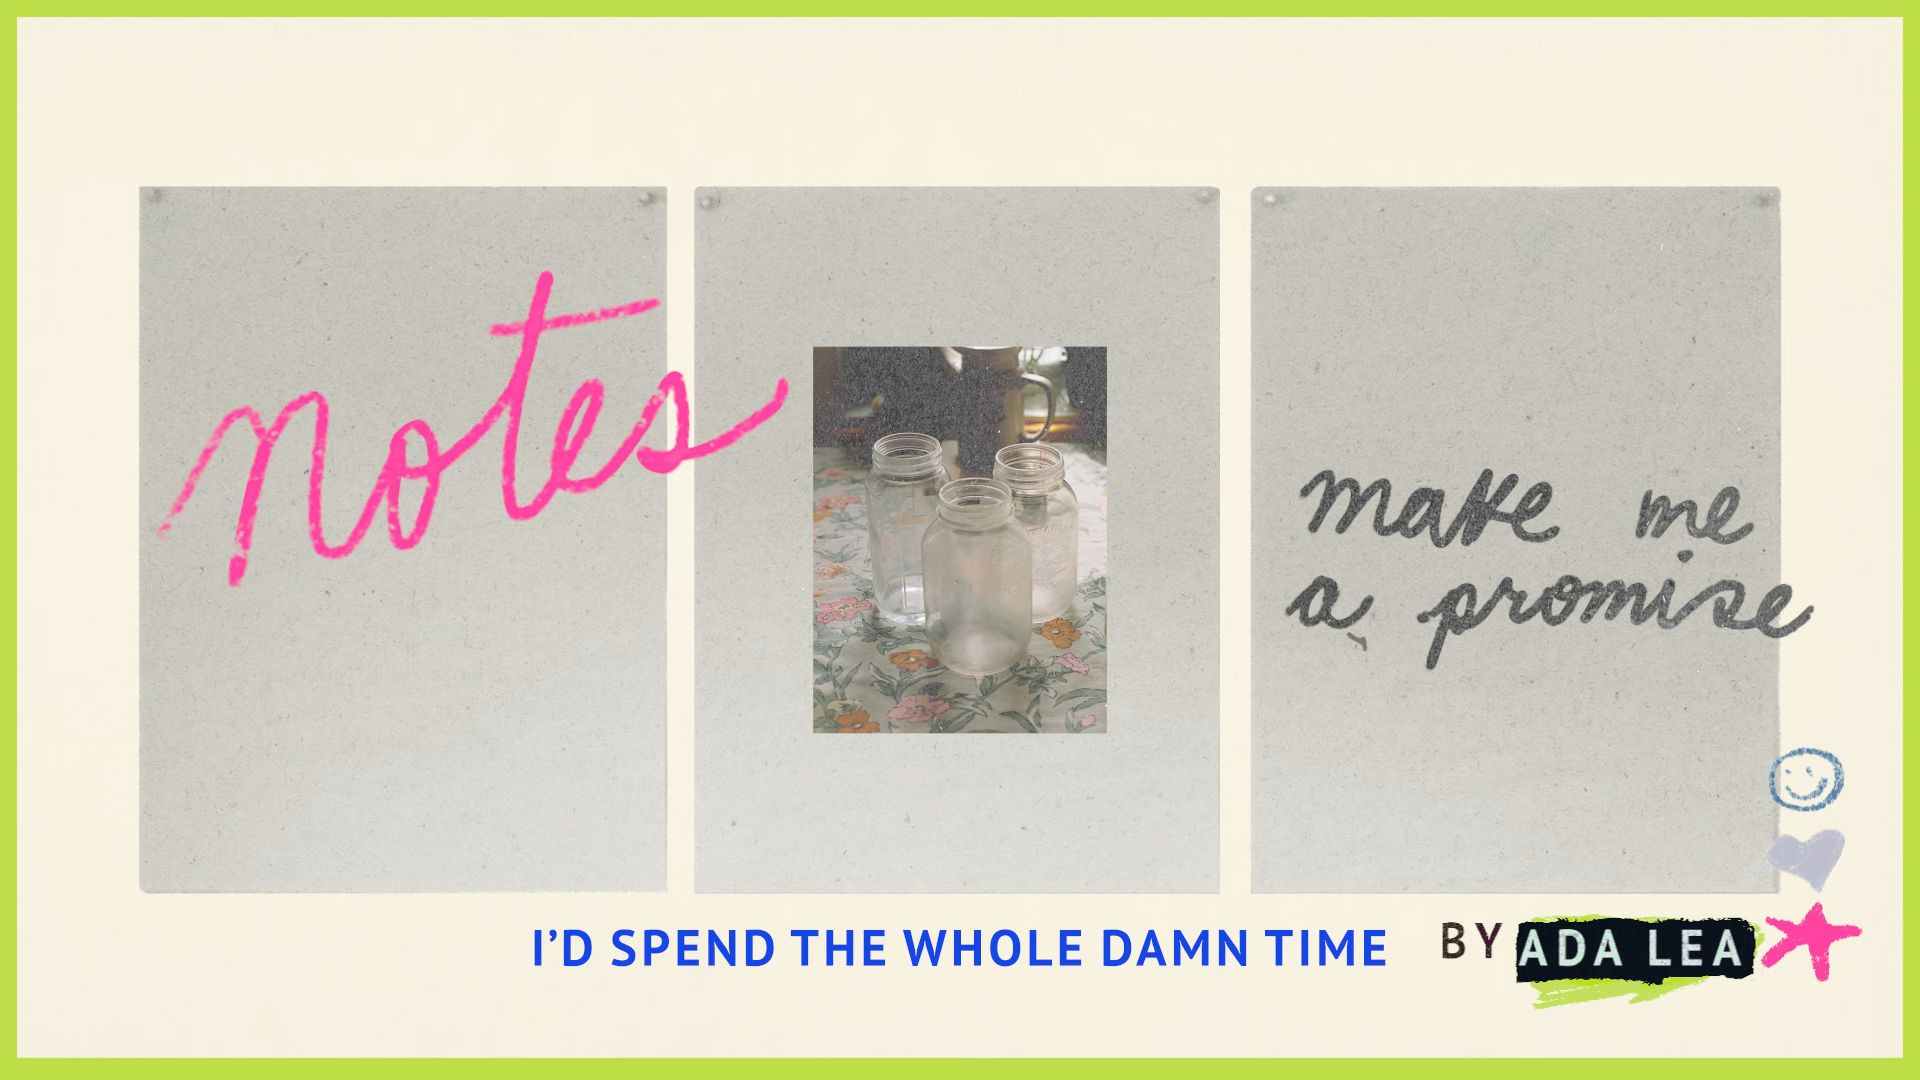 notes
make me
a promise
I’D SPEND THE WHOLE DAMN TIME
BY ADA LEA